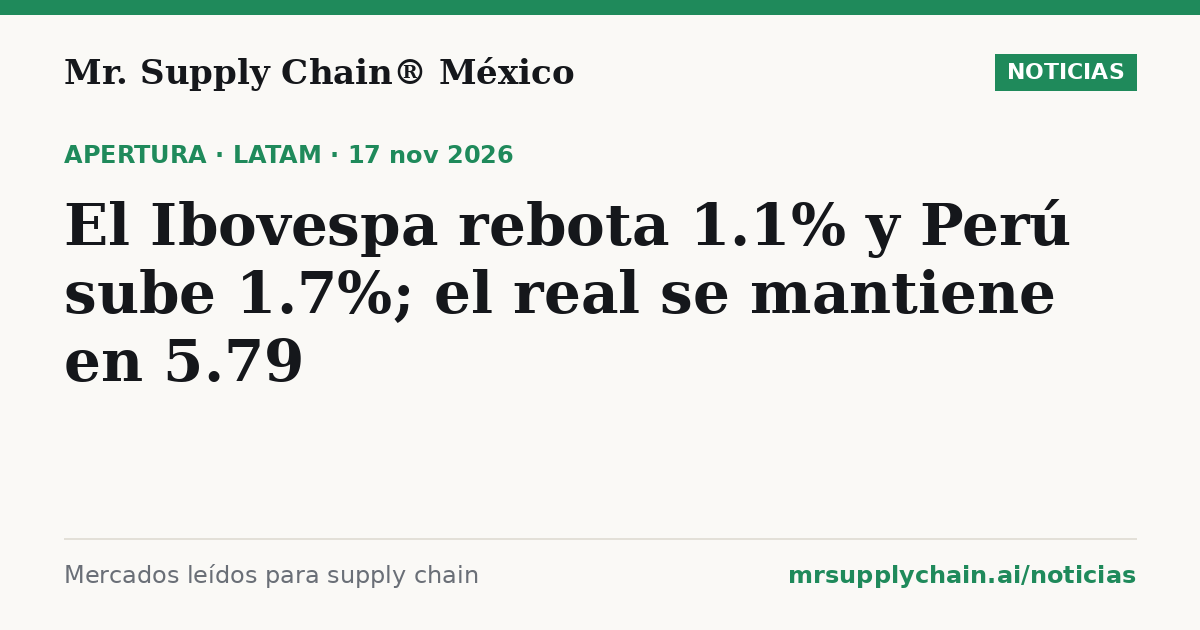 Mr. Supply Chain® México
NOTICIAS
APERTURA · LATAM · 17 nov 2026
El Ibovespa rebota 1.1% y Perú
sube 1.7%; el real se mantiene
en 5.79
Mercados leídos para supply chain
mrsupplychain.ai/noticias